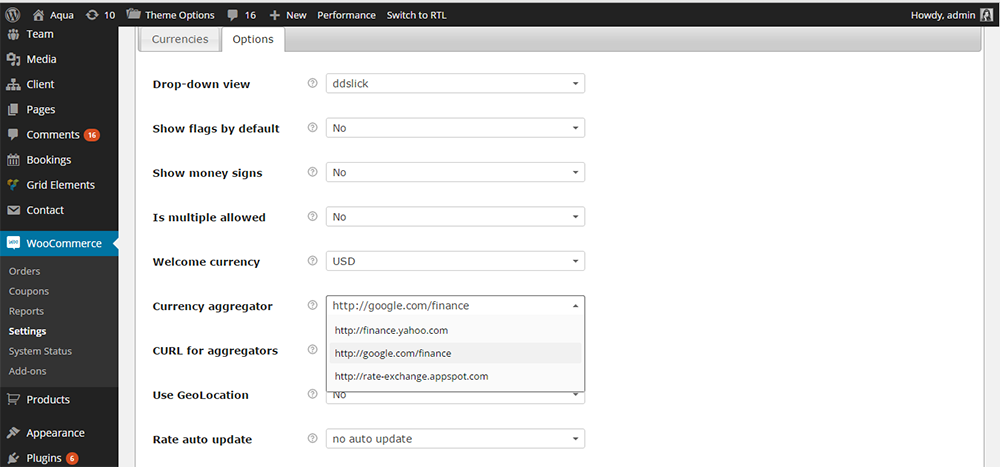 Aqua 10 Theme Options 16 New Performance Switch to RTL Howdy, admin
Team
Media
Client
Pages
Comments 16
Bookings
Grid Elements
Contact
WooCommerce
Orders
Coupons
Reports
Settings
System Status
Add-ons
Products
Appearance
Plugins 6
Currencies Options
Drop-down view ddslick
Show flags by default No
Show money signs No
Is multiple allowed No
Welcome currency USD
Currency aggregator http://google.com/finance
http://finance.yahoo.com
http://google.com/finance
http://rate-exchange.appspot.com
CURL for aggregators
Use GeoLocation No
Rate auto update no auto update